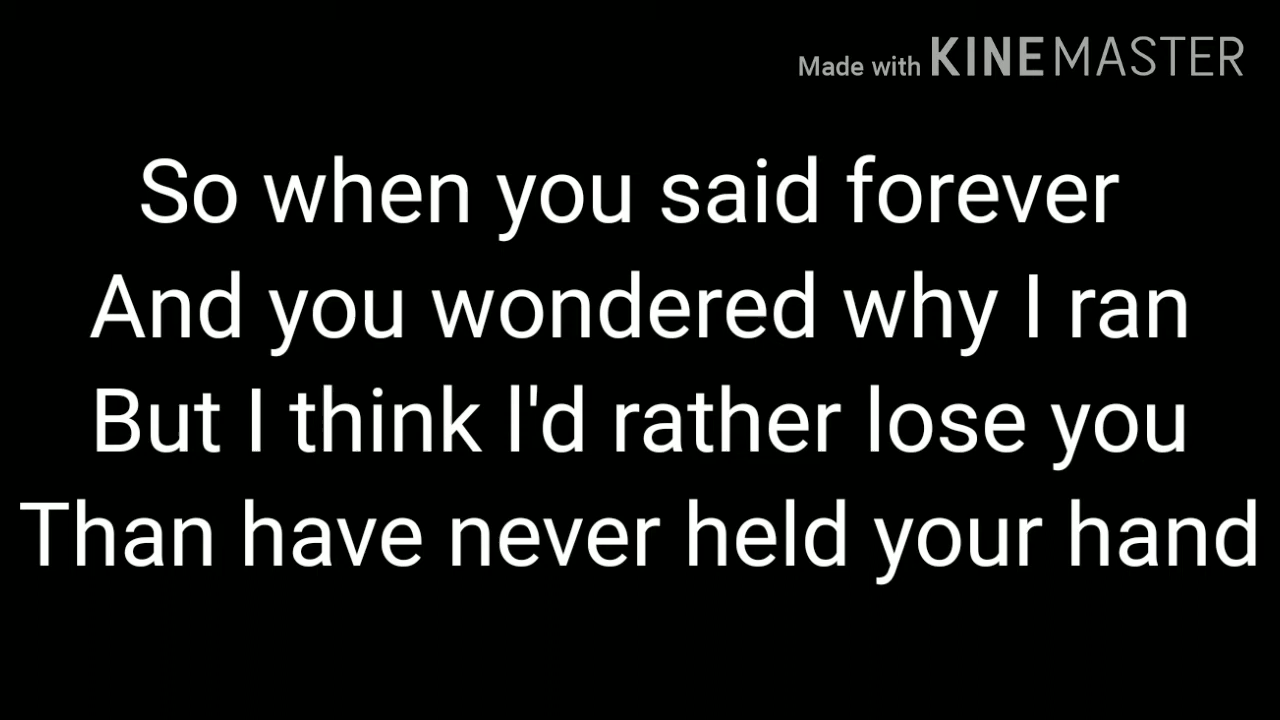 Made with KINEMASTER
So when you said forever
And you wondered why I ran
But I think I'd rather lose you
Than have never held your hand